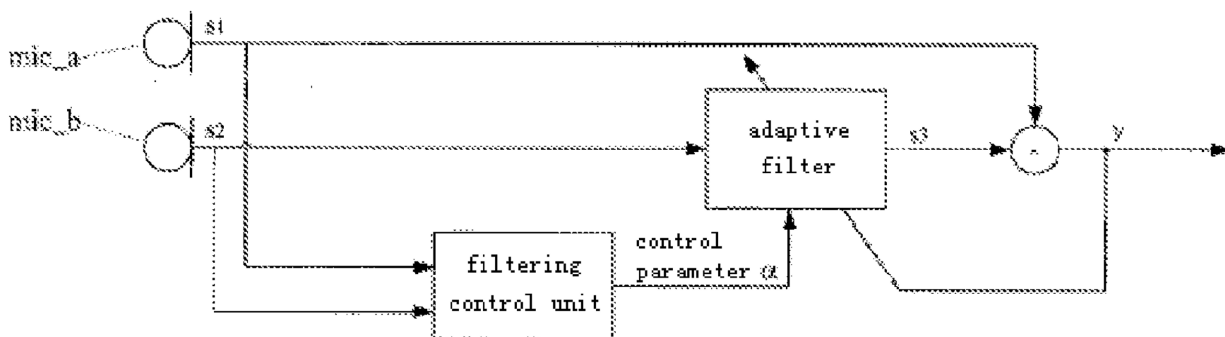 s1
mic_a
mic_b
s2
adaptive
filter
s3
-
y
filtering
control unit
control
parameter α